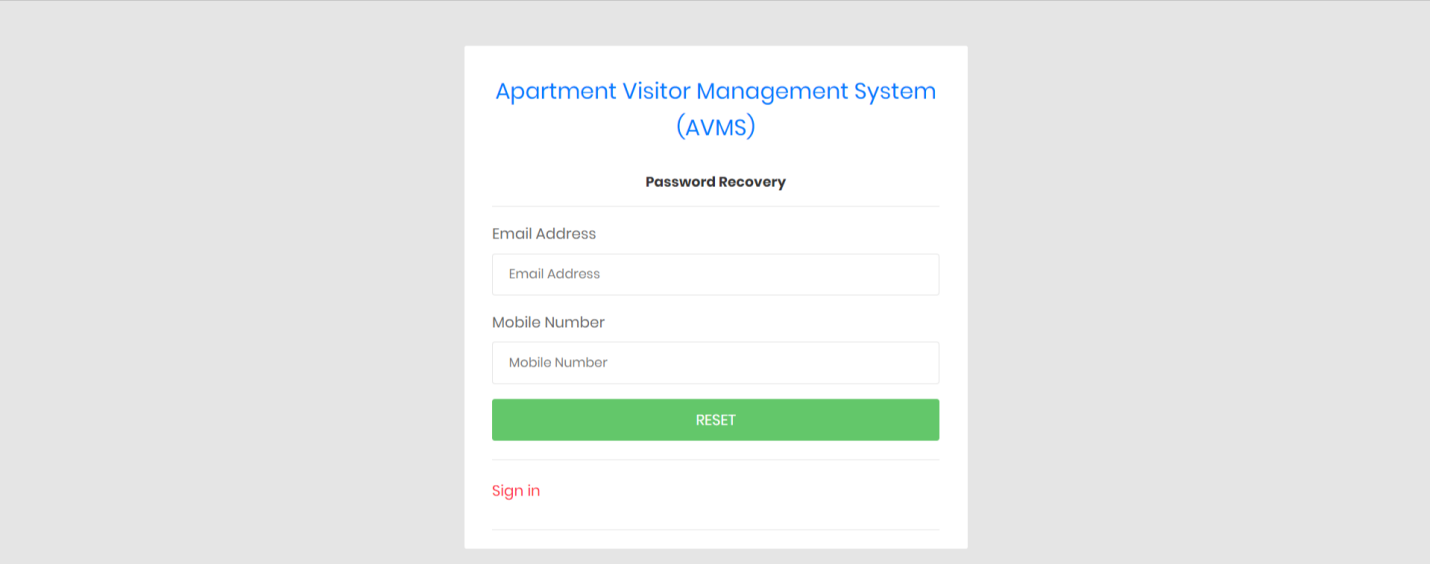 Apartment Visitor Management System
(AVMS)
Password Recovery
Email Address
Email Address
Mobile Number
Mobile Number
RESET
Sign in